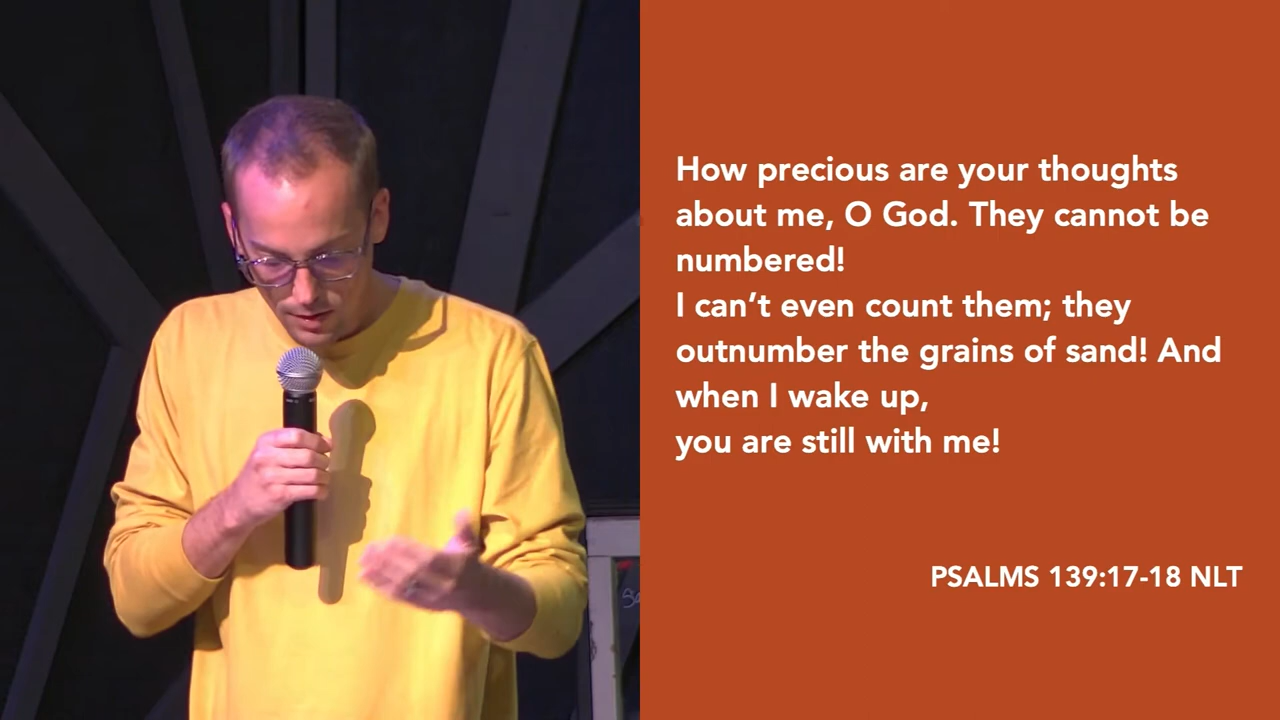 How precious are your thoughts
about me, O God. They cannot be
numbered!
I can’t even count them; they
outnumber the grains of sand! And
when I wake up,
you are still with me!
PSALMS 139:17-18 NLT